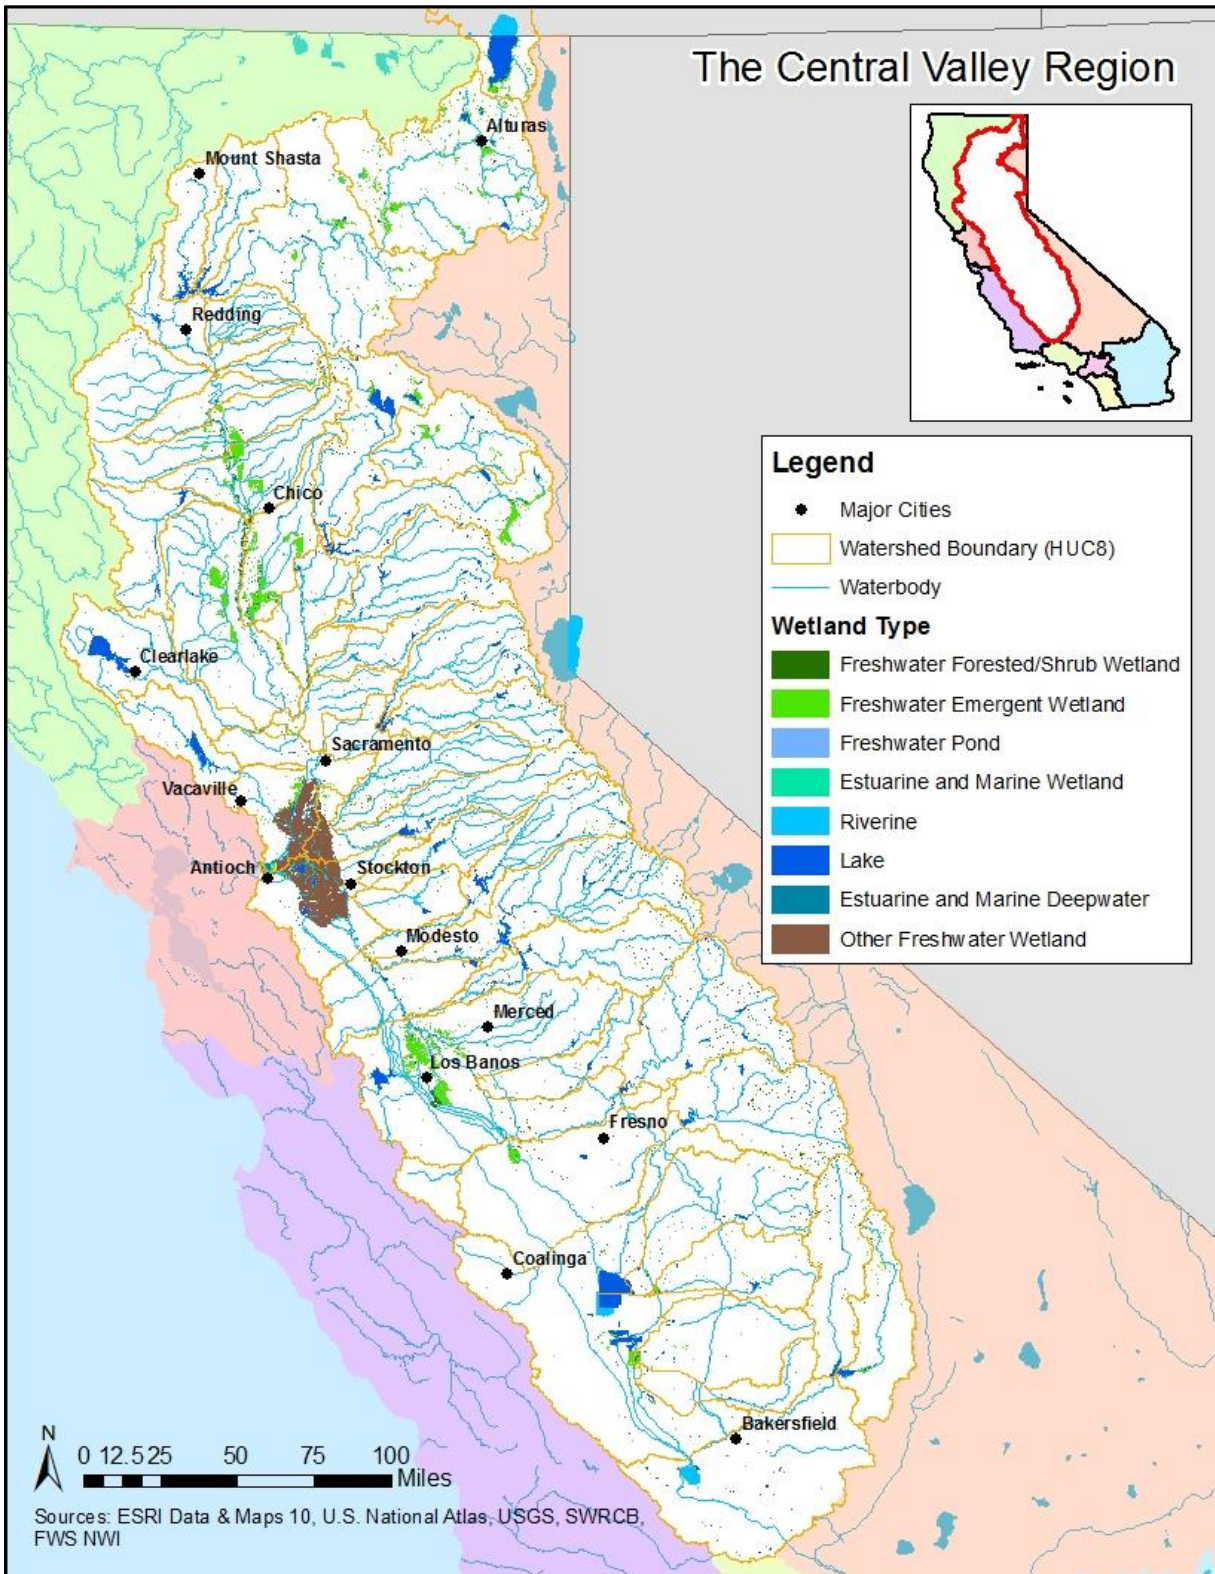 The Central Valley Region
Alturas
Mount Shasta
Redding
Chico
Clearlake
Sacramento
Vacaville
Antioch
Stockton
Modesto
Merced
Los Banos
Fresno
Coalinga
Bakersfield
Legend
Major Cities
Watershed Boundary (HUC8)
Waterbody
Wetland Type
Freshwater Forested/Shrub Wetland
Freshwater Emergent Wetland
Freshwater Pond
Estuarine and Marine Wetland
Riverine
Lake
Estuarine and Marine Deepwater
Other Freshwater Wetland
N
0 12.5 25 50 75 100
Miles
Sources: ESRI Data & Maps 10, U.S. National Atlas, USGS, SWRCB,
FWS NWI